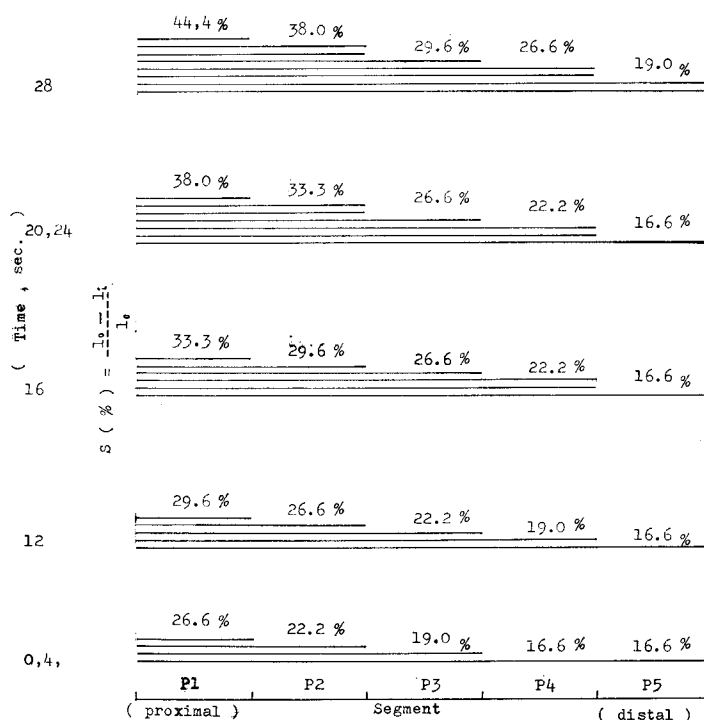 44,4 %
38.0 %
29.6 %
26.6 %
19.0 %
28
38.0 %
33.3 %
26.6 %
22.2 %
16.6 %
20,24
33.3 %
29.6 %
26.6 %
22.2 %
16.6 %
16
29.6 %
26.6 %
22.2 %
19.0 %
16.6 %
12
26.6 %
22.2 %
19.0 %
16.6 %
16.6 %
0,4,
( Time , sec. )
S ( % ) = l₀ — lᵢ
l₀
P1
P2
P3
P4
P5
( proximal )
Segment
( distal )